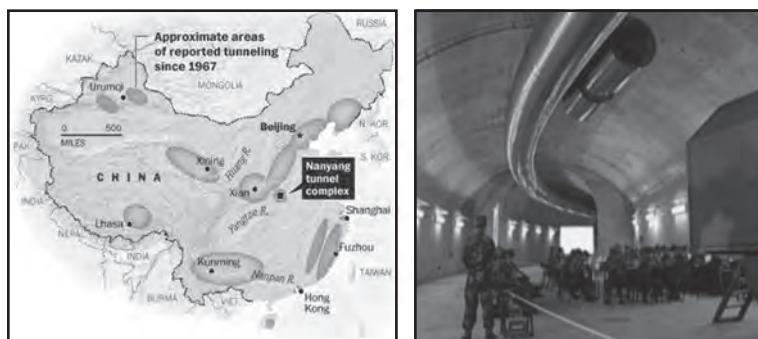 RUSSIA
Approximate areas
of reported tunneling
since 1967
KAZAK.
MONGOLIA
Urumqi
KYRG.
0 500
MILES
Beijing
N. KOR.
S. KOR.
PAK.
Xining
Huang R.
CHINA
Nanyang
tunnel
complex
Xian
INDIA
Yangtze R.
Shanghai
Lhasa
NEPAL
INDIA
Fuzhou
Kunming
Nanpan R.
TAIWAN
BURMA
VIET.
Hong
Kong